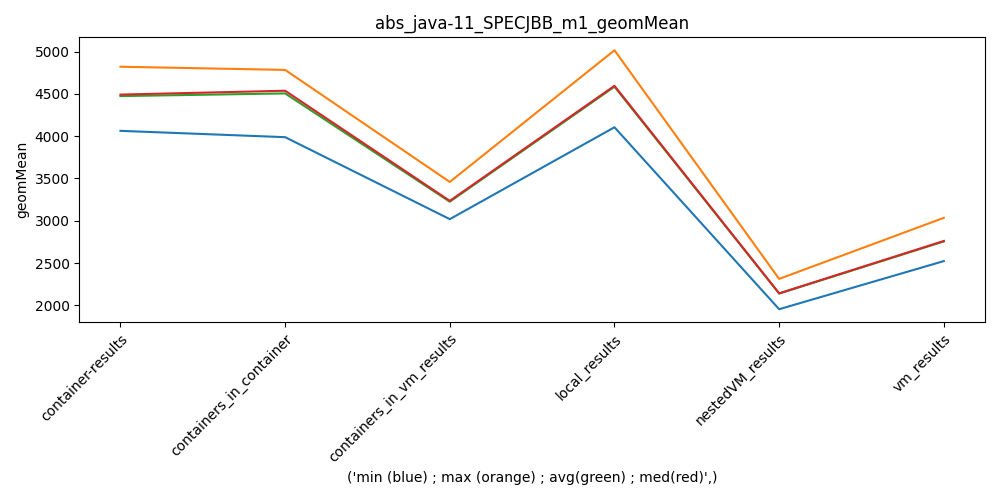 abs_java-11_SPECJBB_m1_geomMean
geomMean
5000
4500
4000
3500
3000
2500
2000
container-results
containers_in_container
containers_in_vm_results
local_results
nestedVM_results
vm_results
('min (blue) ; max (orange) ; avg(green) ; med(red)',)